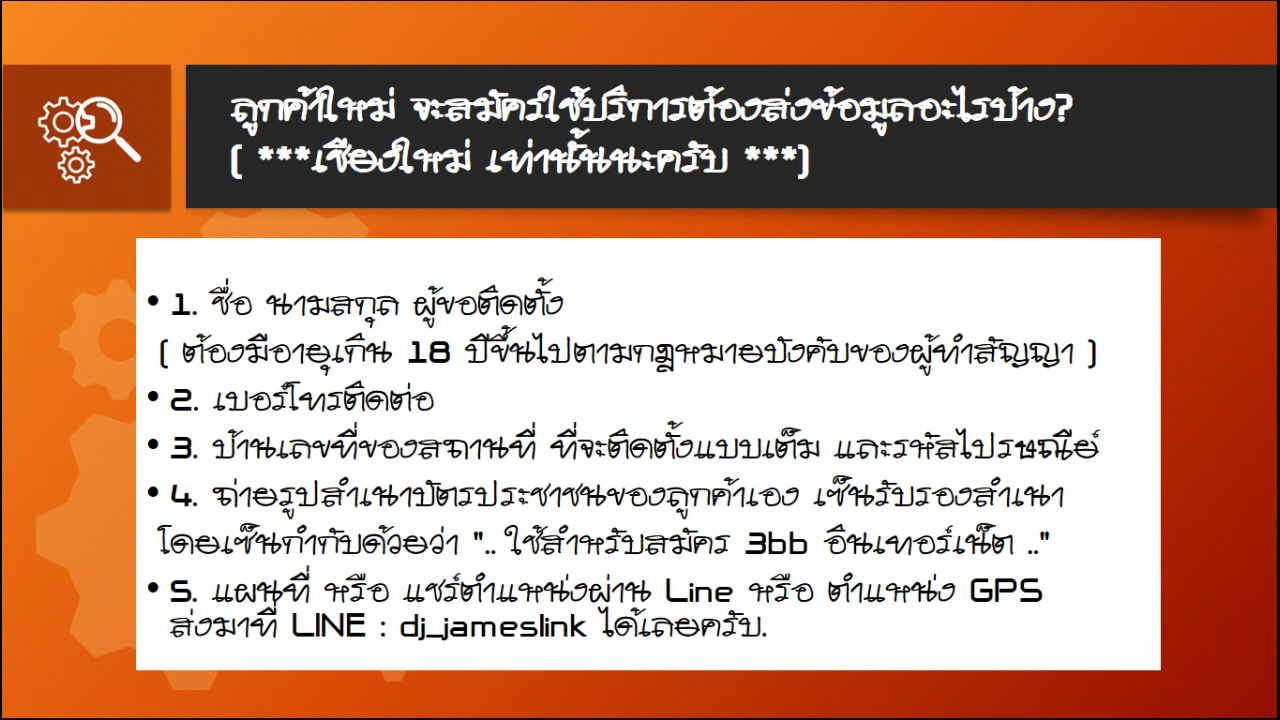 ลูกค้าใหม่ จะสมัครใช้บริการต้องส่งข้อมูลอะไรบ้าง?
( ***เชียงใหม่ เท่านั้นนะครับ ***)
• 1. ชื่อ นามสกุล ผู้ขอติดตั้ง
( ต้องมีอายุเกิน 18 ปีขึ้นไปตามกฎหมายบังคับของผู้ทำสัญญา )
• 2. เบอร์โทรติดต่อ
• 3. บ้านเลขที่ของสถานที่ ที่จะติดตั้งแบบเต็ม และรหัสไปรษณีย์
• 4. ถ่ายรูปสำเนาบัตรประชาชนของลูกค้าเอง เซ็นรับรองสำเนา
โดยเซ็นกำกับด้วยว่า ".. ใช้สำหรับสมัคร 3bb อินเทอร์เน็ต .."
• 5. แผนที่ หรือ แชร์ตำแหน่งผ่าน Line หรือ ตำแหน่ง GPS
ส่งมาที่ LINE : dj_jameslink ได้เลยครับ.